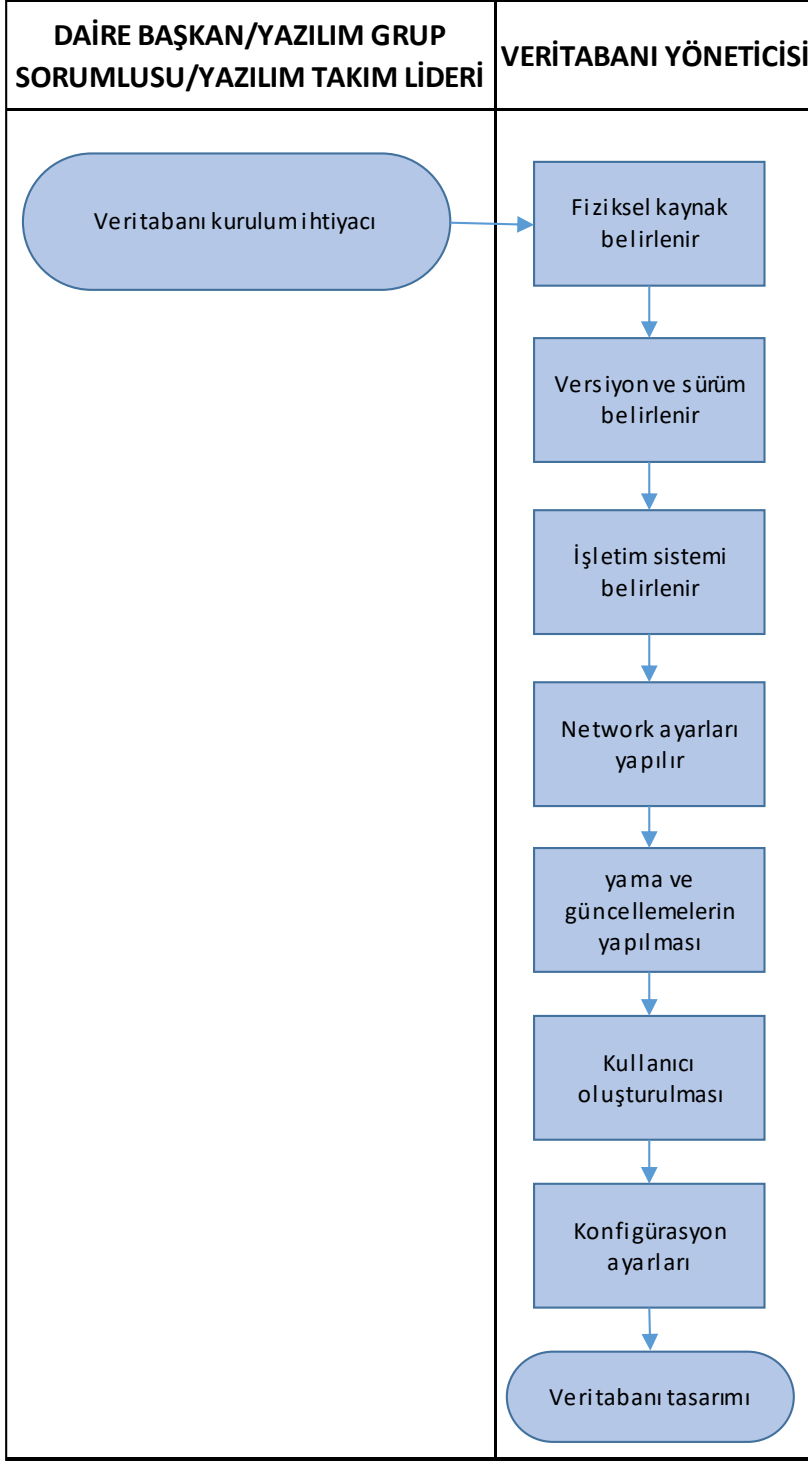 DAİRE BAŞKAN/YAZILIM GRUP
SORUMLUSU/YAZILIM TAKIM LİDERİ
VERİTABANI YÖNETİCİSİ
Veritabanı kurulum ihtiyacı
Fiziksel kaynak
belirlenir
Versiyon ve sürüm
belirlenir
İşletim sistemi
belirlenir
Network ayarları
yapılır
yama ve
güncellemelerin
yapılması
Kullanıcı
oluşturulması
Konfigürasyon
ayarları
Veritabanı tasarımı